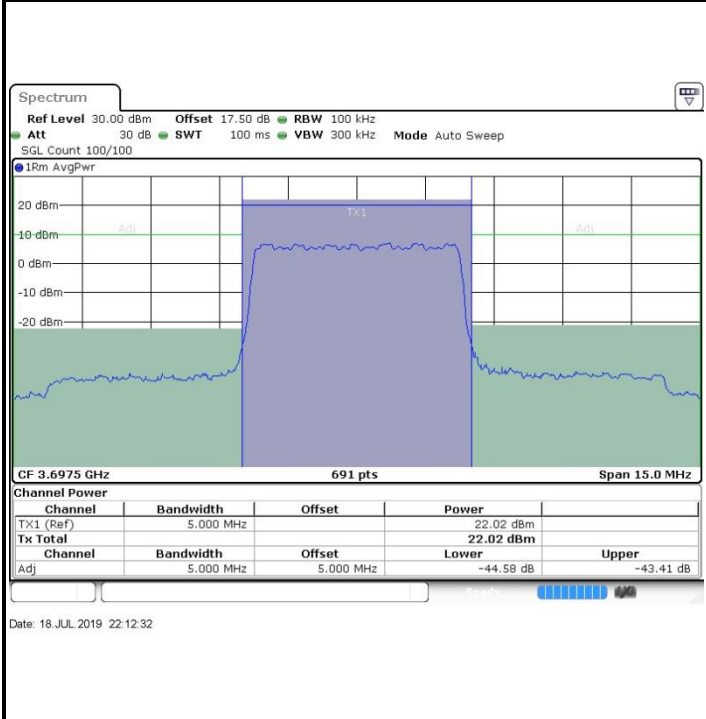 Spectrum
Ref Level 30.00 dBm Offset 17.50 dB RBW 100 kHz
Att 30 dB SWT 100 ms VBW 300 kHz Mode Auto Sweep
SGL Count 100/100
1Rm AvgPwr
20 dBm
TX1
Adj Adj
10 dBm
0 dBm
-10 dBm
-20 dBm
CF 3.6975 GHz 691 pts Span 15.0 MHz
Channel Power
Channel Bandwidth Offset Power
TX1 (Ref) 5.000 MHz 22.02 dBm
Tx Total 22.02 dBm
Channel Bandwidth Offset Lower Upper
Adj 5.000 MHz 5.000 MHz -44.58 dB -43.41 dB
Ready
Date: 18.JUL.2019 22:12:32